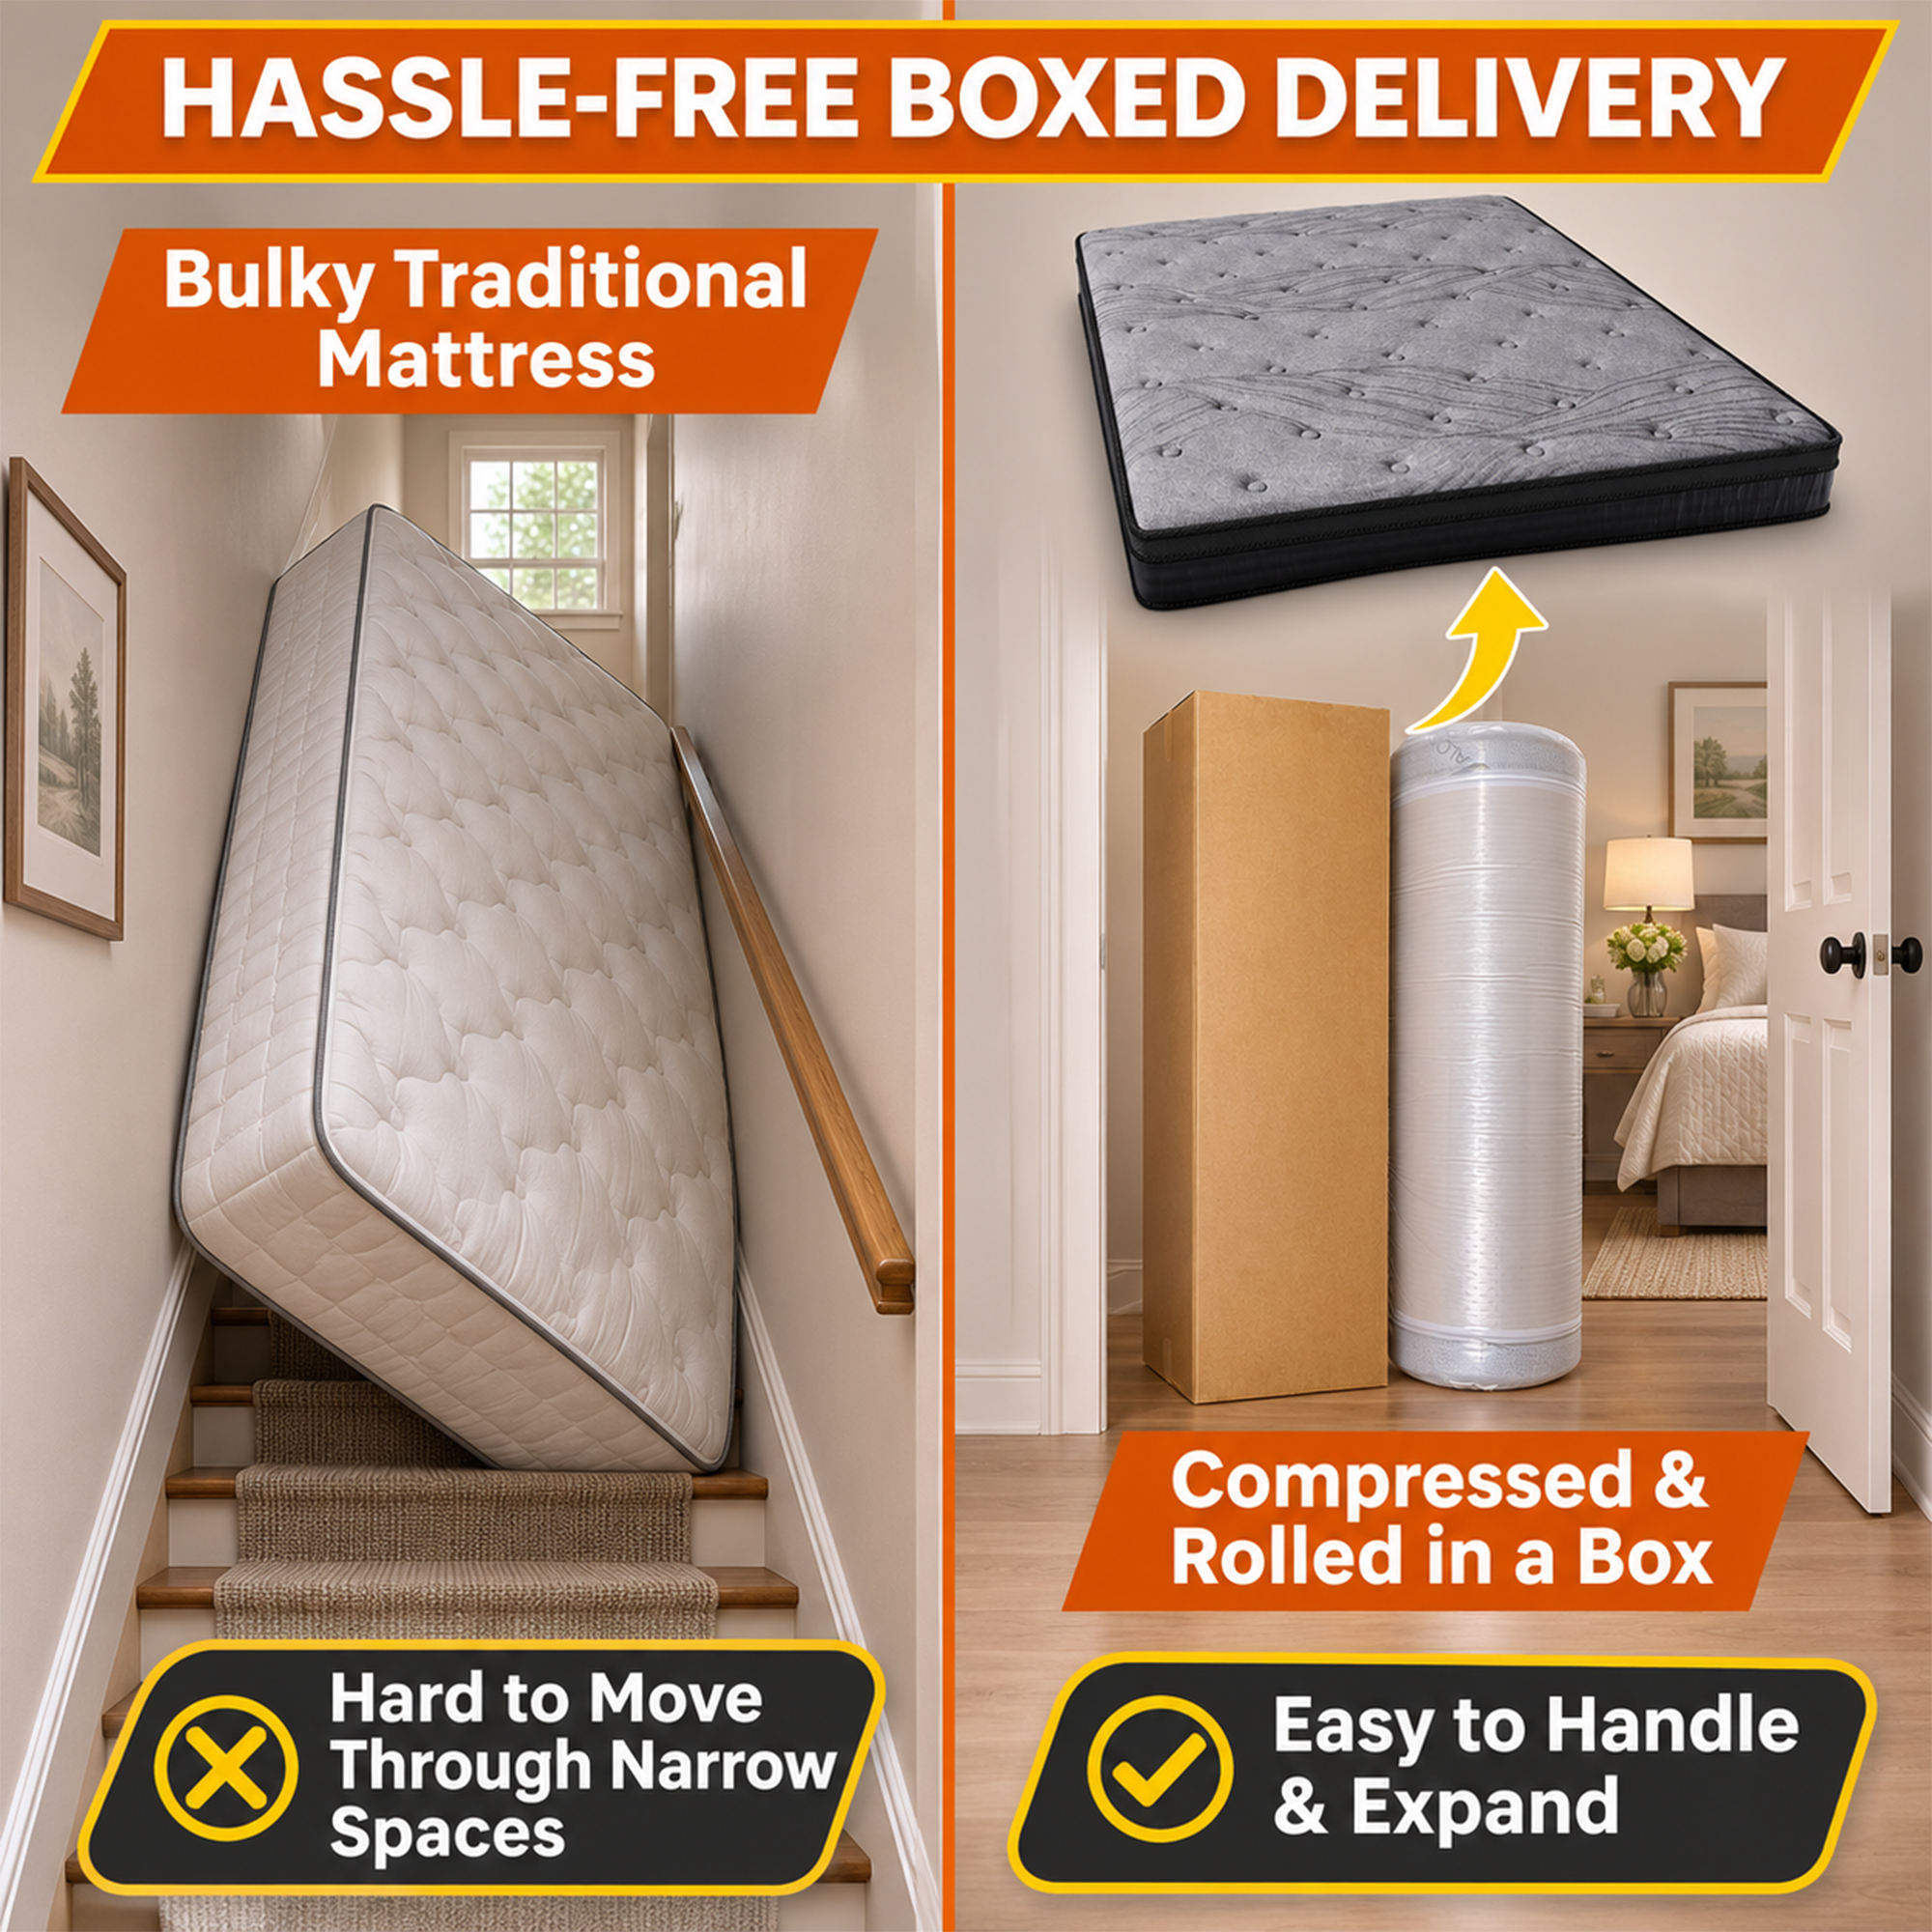 HASSLE-FREE BOXED DELIVERY
Bulky Traditional
Mattress
Hard to Move
Through Narrow
Spaces
Compressed &
Rolled in a Box
Easy to Handle
& Expand